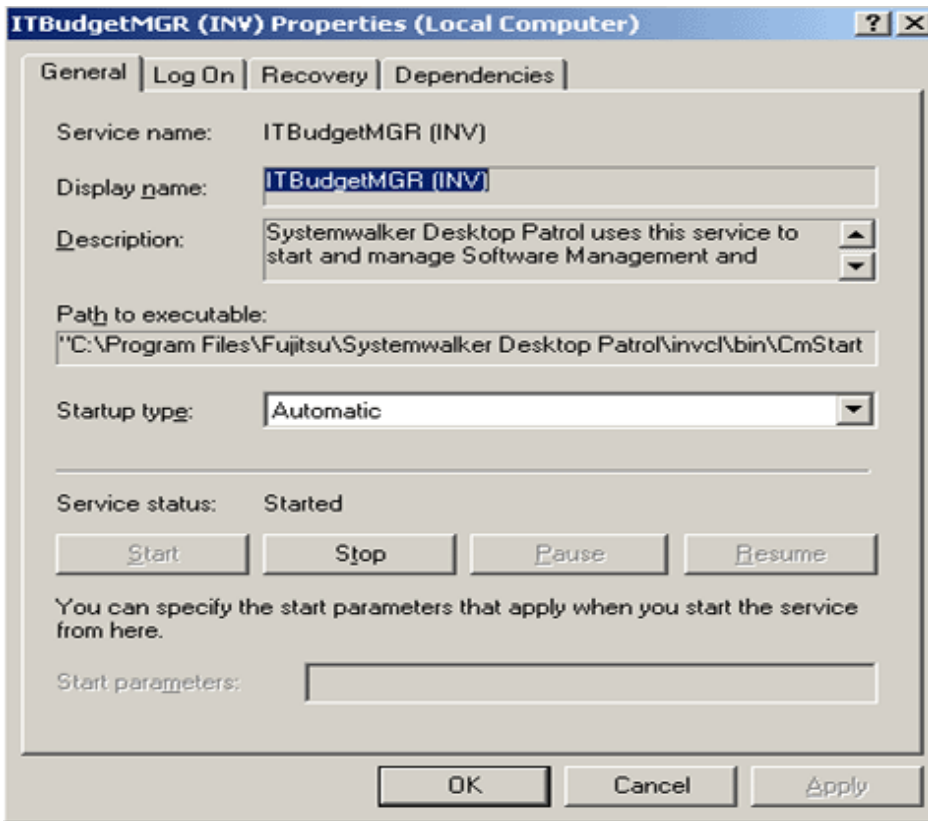 ITBudgetMGR (INV) Properties (Local Computer)
General Log On Recovery Dependencies
Service name: ITBudgetMGR (INV)
Display name: ITBudgetMGR (INV)
Description: Systemwalker Desktop Patrol uses this service to
start and manage Software Management and
Path to executable:
"C:\Program Files\Fujitsu\Systemwalker Desktop Patrol\invcl\bin\CmStart
Startup type: Automatic
Service status: Started
Start Stop Pause Resume
You can specify the start parameters that apply when you start the service
from here.
Start parameters:
OK Cancel Apply